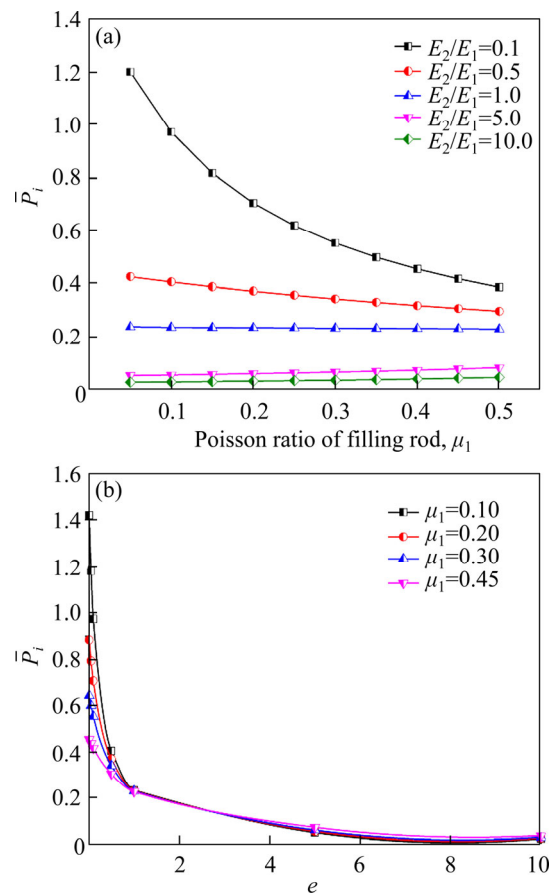 (a)
E₂/E₁=0.1
E₂/E₁=0.5
E₂/E₁=1.0
E₂/E₁=5.0
E₂/E₁=10.0
1.4
1.2
1.0
0.8
0.6
0.4
0.2
0
P̄ᵢ
0.1 0.2 0.3 0.4 0.5
Poisson ratio of filling rod, μ₁
(b)
μ₁=0.10
μ₁=0.20
μ₁=0.30
μ₁=0.45
1.6
1.4
1.2
1.0
0.8
0.6
0.4
0.2
0
P̄ᵢ
2 4 6 8 10
e